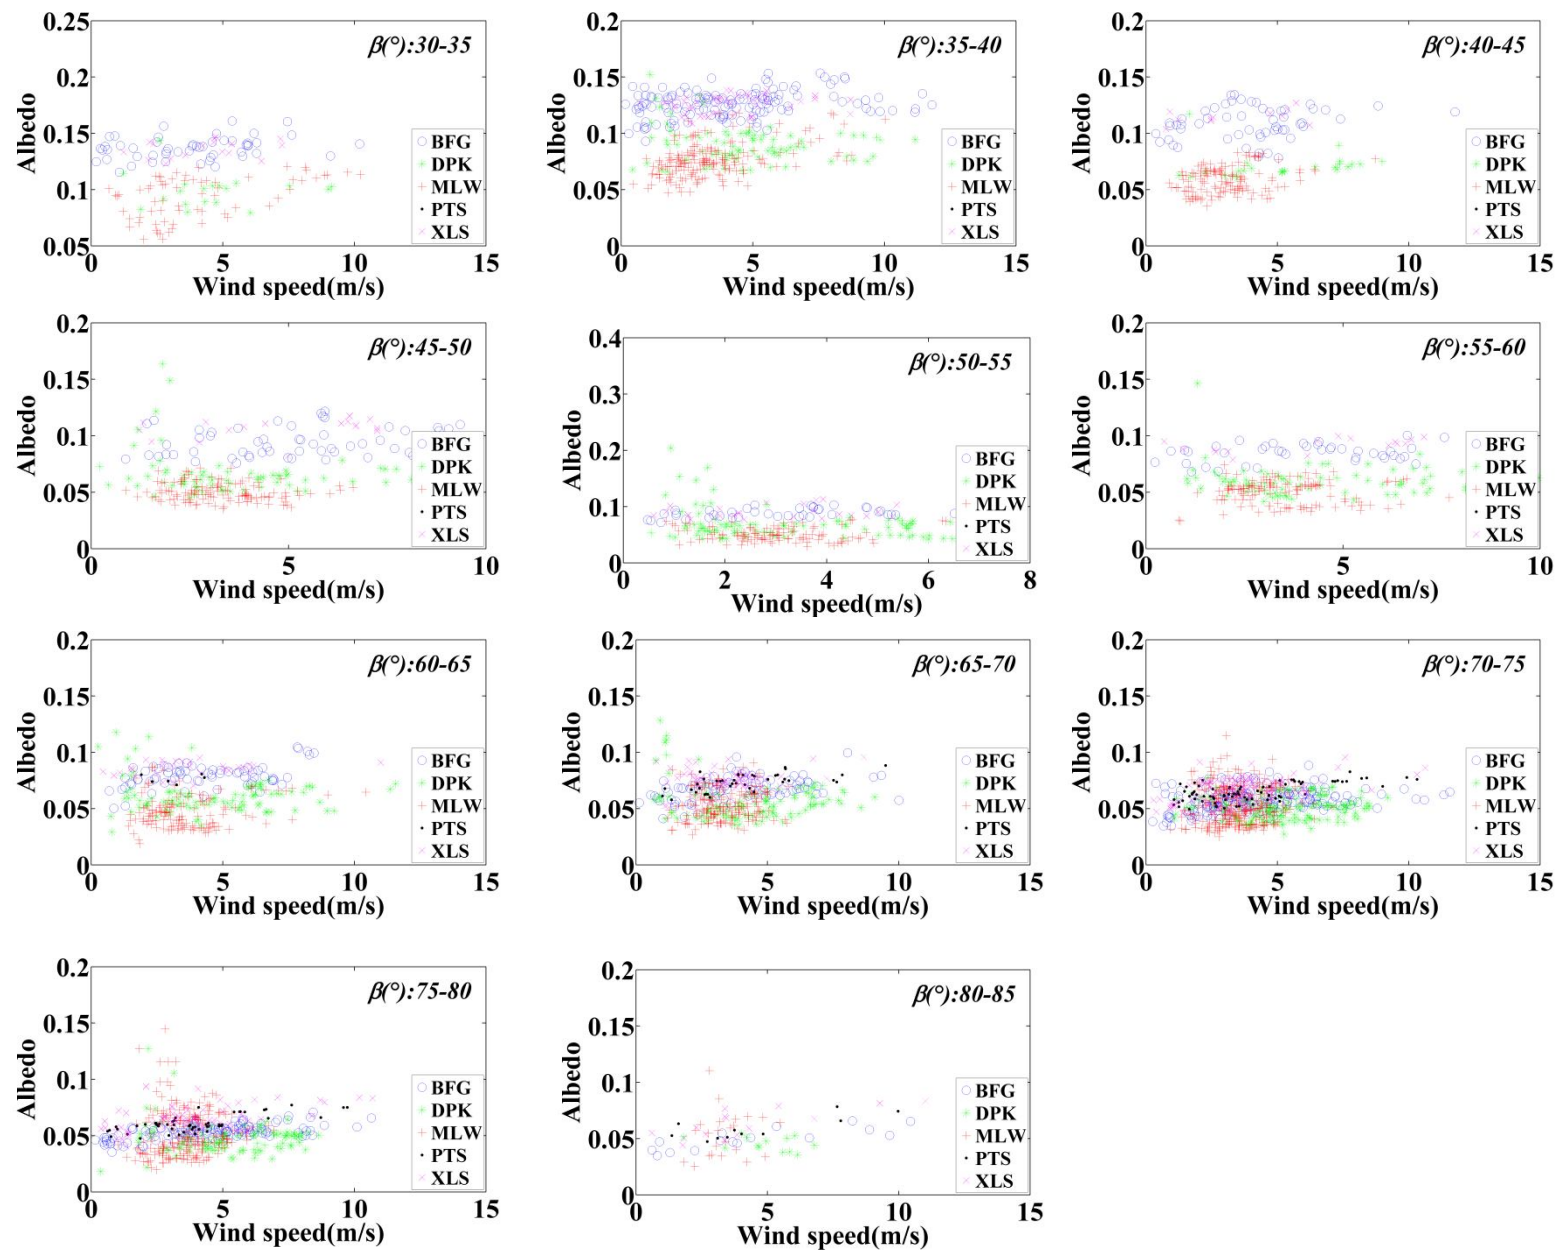 β(°):30-35
0.25
0.2
0.15
0.1
0.05
Albedo
0 5 10 15
Wind speed(m/s)
BFG
DPK
MLW
PTS
XLS
β(°):35-40
0.2
0.15
0.1
0.05
0
Albedo
0 5 10 15
Wind speed(m/s)
BFG
DPK
MLW
PTS
XLS
β(°):40-45
0.2
0.15
0.1
0.05
0
Albedo
0 5 10 15
Wind speed(m/s)
BFG
DPK
MLW
PTS
XLS
β(°):45-50
0.2
0.15
0.1
0.05
0
Albedo
0 5 10
Wind speed(m/s)
BFG
DPK
MLW
PTS
XLS
β(°):50-55
0.4
0.3
0.2
0.1
0
Albedo
0 2 4 6 8
Wind speed(m/s)
BFG
DPK
MLW
PTS
XLS
β(°):55-60
0.2
0.15
0.1
0.05
0
Albedo
0 5 10
Wind speed(m/s)
BFG
DPK
MLW
PTS
XLS
β(°):60-65
0.2
0.15
0.1
0.05
0
Albedo
0 5 10 15
Wind speed(m/s)
BFG
DPK
MLW
PTS
XLS
β(°):65-70
0.2
0.15
0.1
0.05
0
Albedo
0 5 10 15
Wind speed(m/s)
BFG
DPK
MLW
PTS
XLS
β(°):70-75
0.2
0.15
0.1
0.05
0
Albedo
0 5 10 15
Wind speed(m/s)
BFG
DPK
MLW
PTS
XLS
β(°):75-80
0.2
0.15
0.1
0.05
0
Albedo
0 5 10 15
Wind speed(m/s)
BFG
DPK
MLW
PTS
XLS
β(°):80-85
0.2
0.15
0.1
0.05
0
Albedo
0 5 10 15
Wind speed(m/s)
BFG
DPK
MLW
PTS
XLS